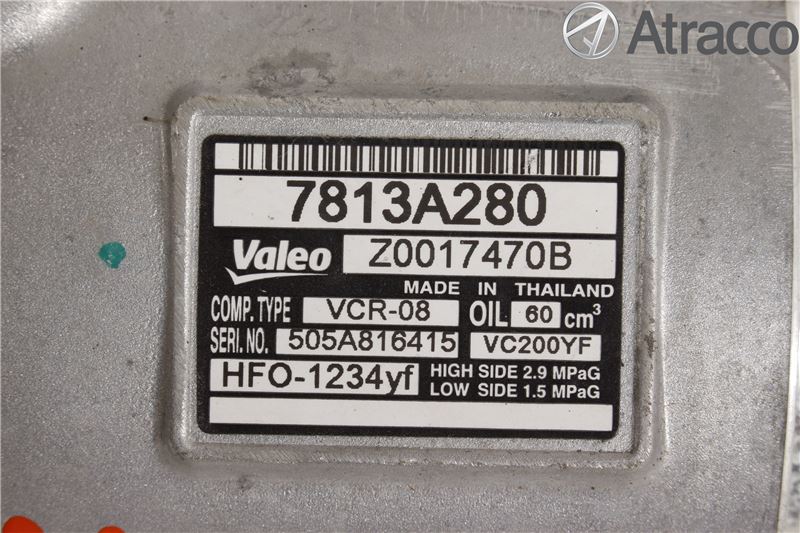 Atracco
7813A280
Valeo Z0017470B
MADE IN THAILAND
COMP. TYPE VCR-08 OIL 60 cm³
SERI. NO. 505A816415 VC200YF
HFO-1234yf HIGH SIDE 2.9 MPaG
LOW SIDE 1.5 MPaG